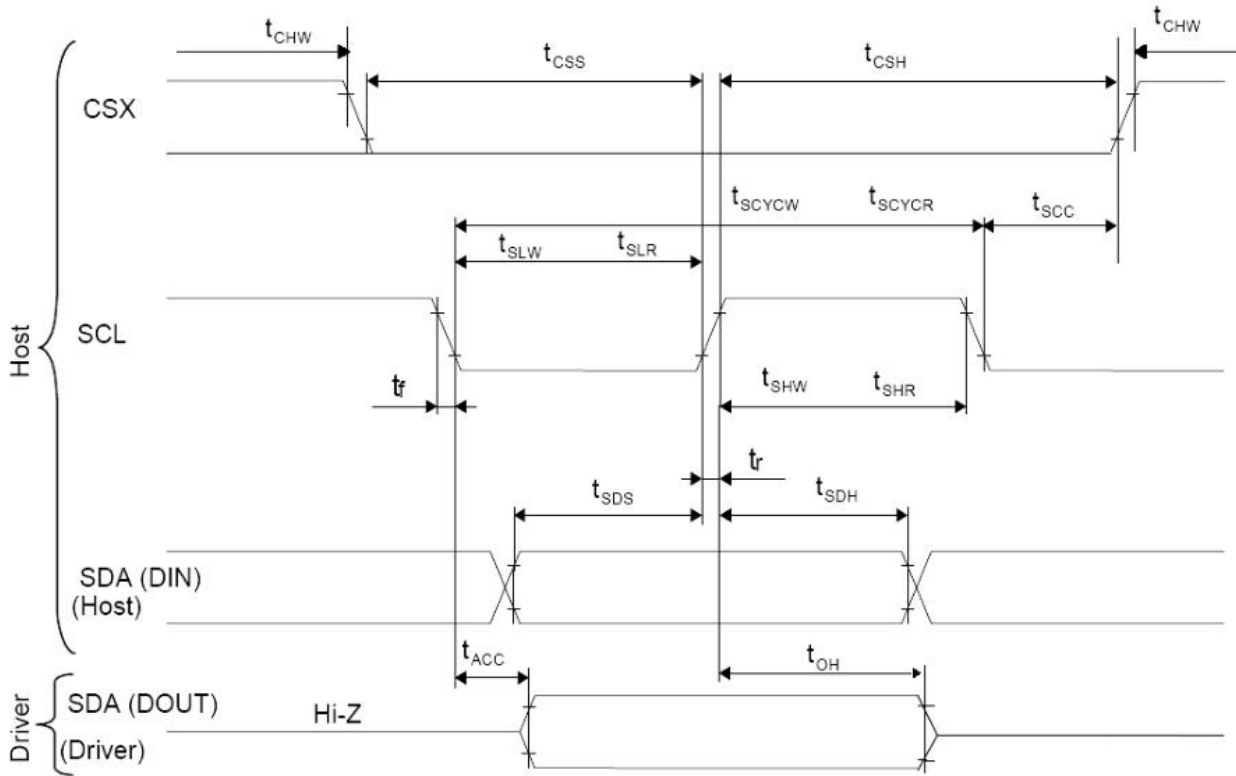 tCHW
tCHW
tCSS
tCSH
CSX
tSCYCW
tSCYCR
tSCC
tSLW
tSLR
SCL
Host
tf
tSHW
tSHR
tr
tSDS
tSDH
SDA (DIN)
(Host)
tACC
tOH
Driver
SDA (DOUT)
Hi-Z
(Driver)